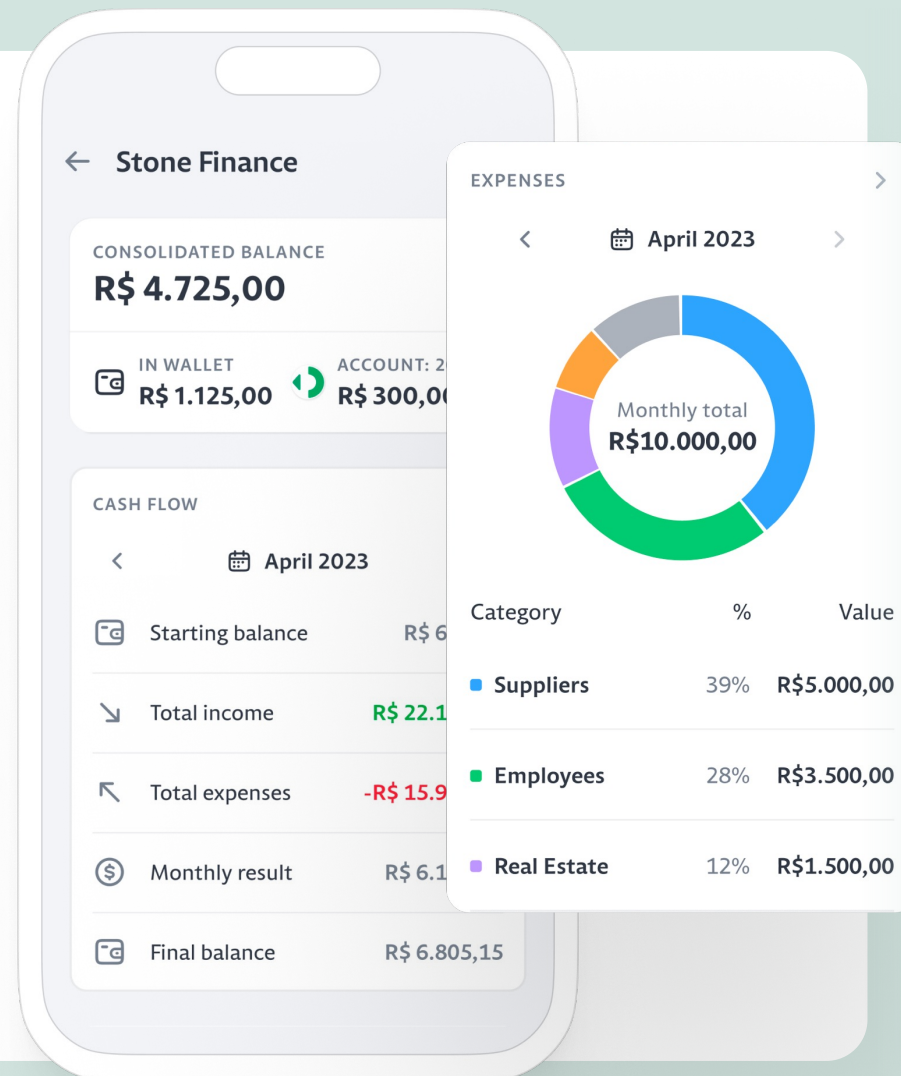 Stone Finance
CONSOLIDATED BALANCE
R$ 4.725,00
IN WALLET
R$ 1.125,00
ACCOUNT:
R$ 300,00
CASH FLOW
April 2023
Starting balance
R$ 6
Total income
R$ 22.1
Total expenses
-R$ 15.9
Monthly result
R$ 6.1
Final balance
R$ 6.805,15
EXPENSES
April 2023
Monthly total
R$10.000,00
Category % Value
Suppliers 39% R$5.000,00
Employees 28% R$3.500,00
Real Estate 12% R$1.500,00